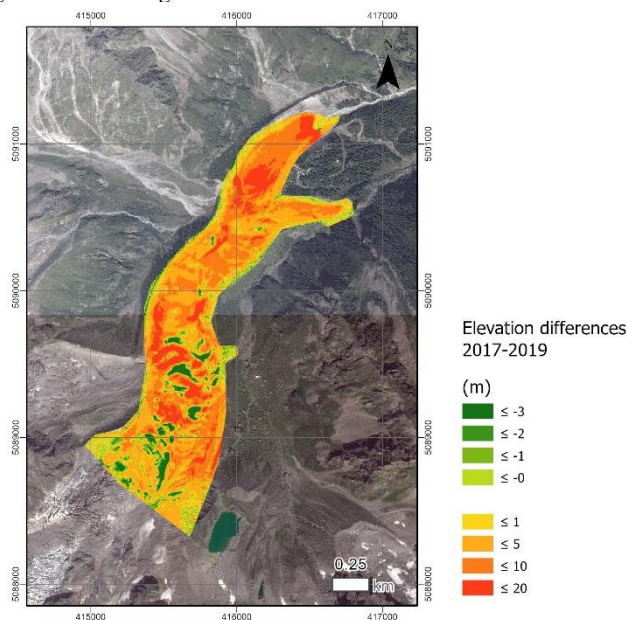 415000 416000 417000
N
5091000 5091000
5090000 5090000
5089000 5089000
5088000 5088000
0.25
km
415000 416000 417000
Elevation differences
2017-2019
(m)
≤ -3
≤ -2
≤ -1
≤ -0
≤ 1
≤ 5
≤ 10
≤ 20